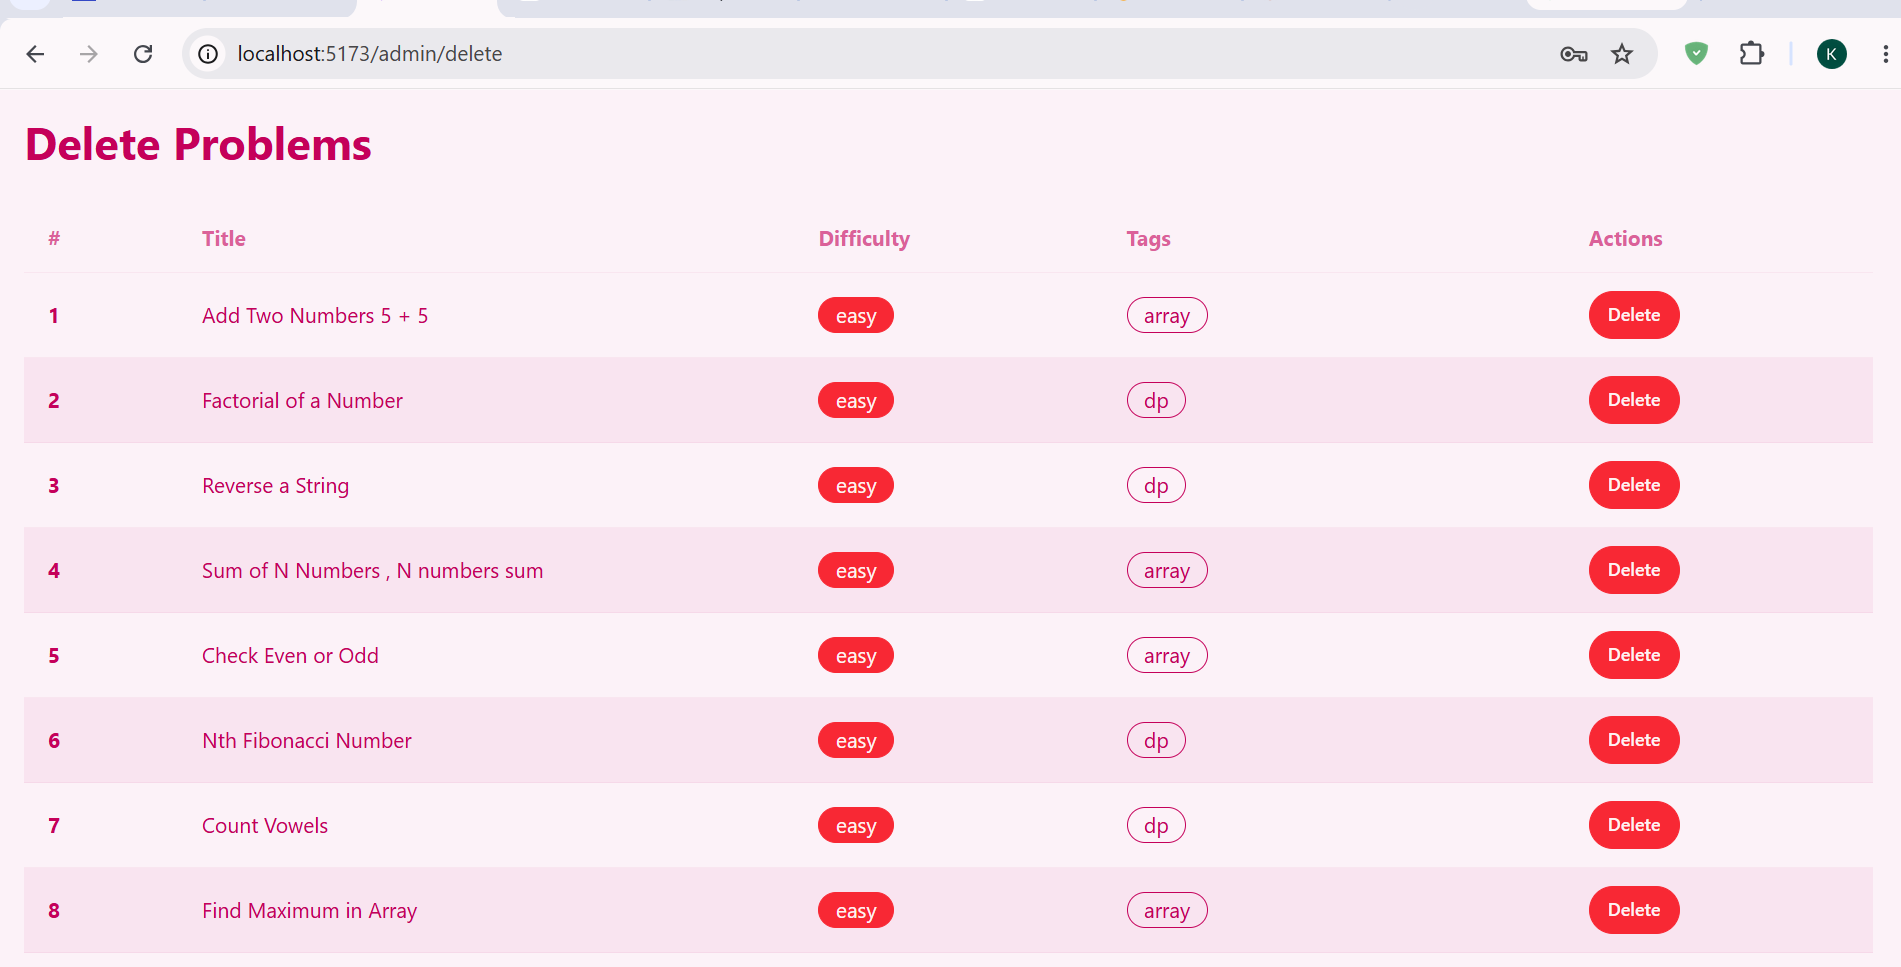 localhost:5173/admin/delete
K
Delete Problems
# Title Difficulty Tags Actions
1 Add Two Numbers 5 + 5 easy array Delete
2 Factorial of a Number easy dp Delete
3 Reverse a String easy dp Delete
4 Sum of N Numbers , N numbers sum easy array Delete
5 Check Even or Odd easy array Delete
6 Nth Fibonacci Number easy dp Delete
7 Count Vowels easy dp Delete
8 Find Maximum in Array easy array Delete